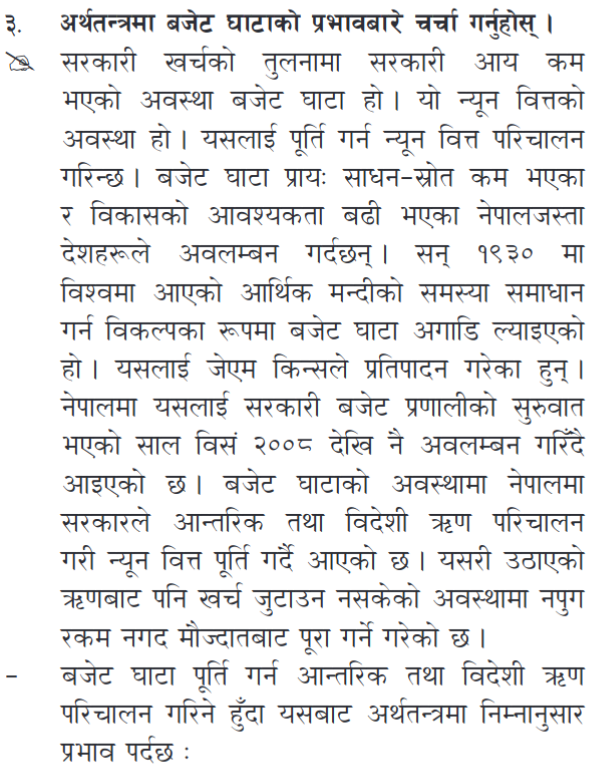 ३. अर्थतन्त्रमा बजेट घाटाको प्रभावबारे चर्चा गर्नुहोस् ।
सरकारी खर्चको तुलनामा सरकारी आय कम
भएको अवस्था बजेट घाटा हो । यो न्यून वित्तको
अवस्था हो । यसलाई पूर्ति गर्न न्यून वित्त परिचालन
गरिन्छ । बजेट घाटा प्रायः साधन-स्रोत कम भएका
र विकासको आवश्यकता बढी भएका नेपालजस्ता
देशहरूले अवलम्बन गर्दछन् । सन् १९३० मा
विश्वमा आएको आर्थिक मन्दीको समस्या समाधान
गर्न विकल्पका रूपमा बजेट घाटा अगाडि ल्याइएको
हो । यसलाई जेएम किन्सले प्रतिपादन गरेका हुन् ।
नेपालमा यसलाई सरकारी बजेट प्रणालीको सुरुवात
भएको साल विसं २००८ देखि नै अवलम्बन गरिँदै
आइएको छ । बजेट घाटाको अवस्थामा नेपालमा
सरकारले आन्तरिक तथा विदेशी ऋण परिचालन
गरी न्यून वित्त पूर्ति गर्दै आएको छ । यसरी उठाएको
ऋणबाट पनि खर्च जुटाउन नसकेको अवस्थामा नपुग
रकम नगद मौज्दातबाट पूरा गर्ने गरेको छ ।
- बजेट घाटा पूर्ति गर्न आन्तरिक तथा विदेशी ऋण
परिचालन गरिने हुँदा यसबाट अर्थतन्त्रमा निम्नानुसार
प्रभाव पर्दछ :